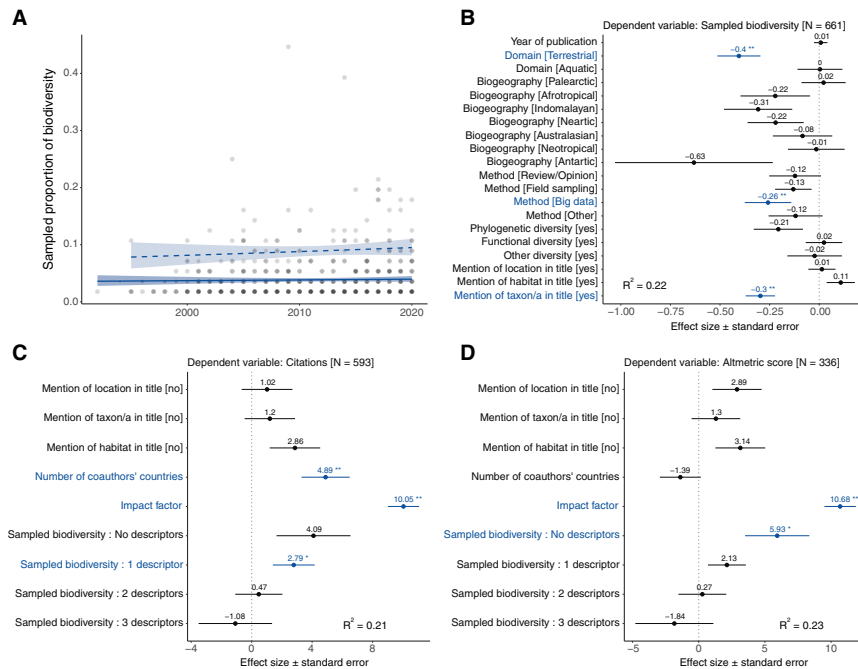 A
Sampled proportion of biodiversity
0.4
0.3
0.2
0.1
0.0
2000
2010
2020
B
Dependent variable: Sampled biodiversity [N = 661]
Year of publication
0.01
Domain [Terrestrial]
−0.4 **
Domain [Aquatic]
0
Biogeography [Palearctic]
0.02
Biogeography [Afrotropical]
−0.22
Biogeography [Indomalayan]
−0.31
Biogeography [Neartic]
−0.22
Biogeography [Australasian]
−0.08
Biogeography [Neotropical]
−0.01
Biogeography [Antartic]
−0.63
Method [Review/Opinion]
−0.12
Method [Field sampling]
−0.13
Method [Big data]
−0.26 **
Method [Other]
−0.12
Phylogenetic diversity [yes]
−0.21
Functional diversity [yes]
0.02
Other diversity [yes]
−0.02
Mention of location in title [yes]
0.01
Mention of habitat in title [yes]
0.11
Mention of taxon/a in title [yes]
−0.3 **
R² = 0.22
−1.00
−0.75
−0.50
−0.25
0.00
Effect size ± standard error
C
Dependent variable: Citations [N = 593]
Mention of location in title [no]
1.02
Mention of taxon/a in title [no]
1.2
Mention of habitat in title [no]
2.86
Number of coauthors' countries
4.89 **
Impact factor
10.05 **
Sampled biodiversity : No descriptors
4.09
Sampled biodiversity : 1 descriptor
2.79 *
Sampled biodiversity : 2 descriptors
0.47
Sampled biodiversity : 3 descriptors
−1.08
R² = 0.21
−4
0
4
8
Effect size ± standard error
D
Dependent variable: Altmetric score [N = 336]
Mention of location in title [no]
2.89
Mention of taxon/a in title [no]
1.3
Mention of habitat in title [no]
3.14
Number of coauthors' countries
−1.39
Impact factor
10.68 **
Sampled biodiversity : No descriptors
5.93 *
Sampled biodiversity : 1 descriptor
2.13
Sampled biodiversity : 2 descriptors
0.27
Sampled biodiversity : 3 descriptors
−1.84
R² = 0.23
−5
0
5
10
Effect size ± standard error